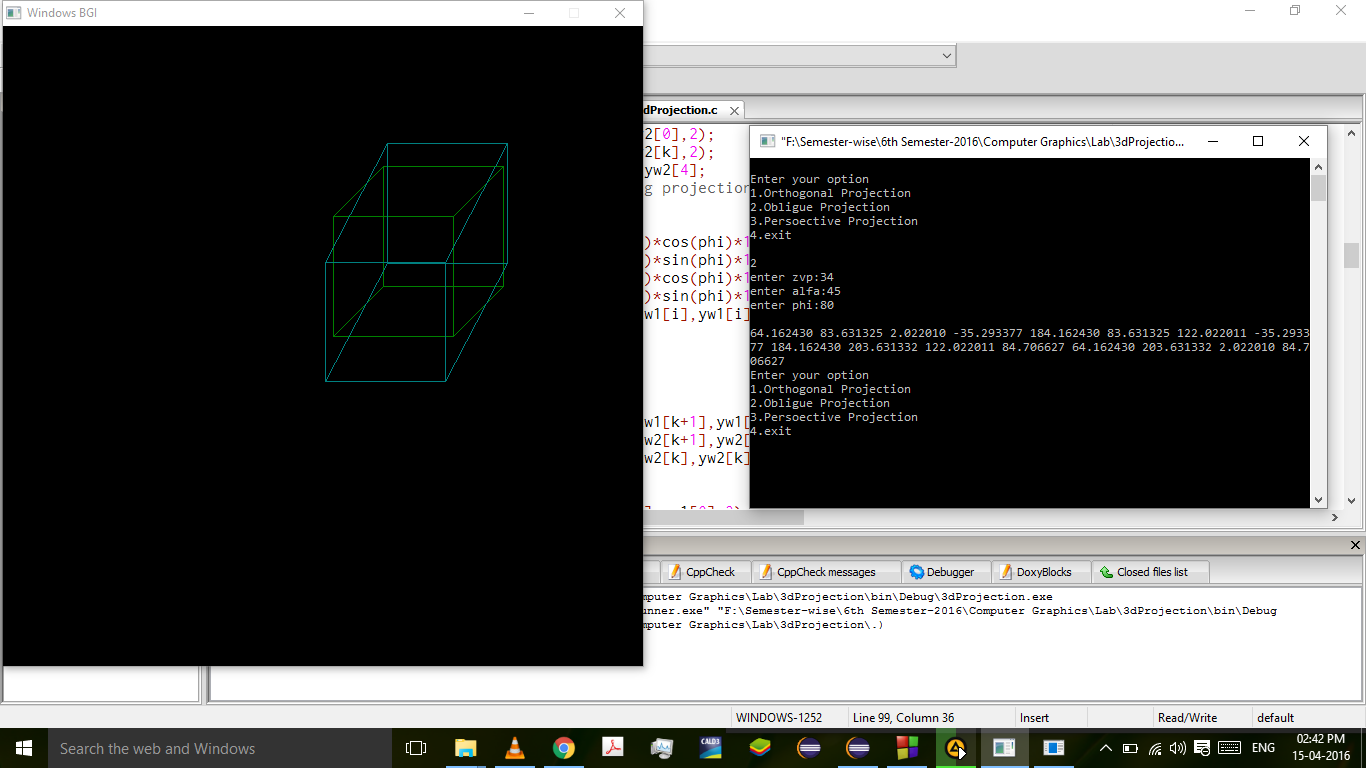 Windows BGI
dProjection.c
2[0],2);
2[k],2);
yw2[4];
g projection
)*cos(phi)*1
)*sin(phi)*1
)*cos(phi)*1
)*sin(phi)*1
w1[i],yw1[i]
w1[k+1],yw1[
w2[k+1],yw2[
w2[k],yw2[k]
"F:\Semester-wise\6th Semester-2016\Computer Graphics\Lab\3dProjectio...
Enter your option
1.Orthogonal Projection
2.Obligue Projection
3.Persoective Projection
4.exit
2
enter zvp:34
enter alfa:45
enter phi:80
64.162430 83.631325 2.022010 -35.293377 184.162430 83.631325 122.022011 -35.2933
77 184.162430 203.631332 122.022011 84.706627 64.162430 203.631332 2.022010 84.7
06627
Enter your option
1.Orthogonal Projection
2.Obligue Projection
3.Persoective Projection
4.exit
CppCheck CppCheck messages Debugger DoxyBlocks Closed files list
mputer Graphics\Lab\3dProjection\bin\Debug\3dProjection.exe
unner.exe" "F:\Semester-wise\6th Semester-2016\Computer Graphics\Lab\3dProjection\bin\Debug
mputer Graphics\Lab\3dProjection\.)
WINDOWS-1252 Line 99, Column 36 Insert Read/Write default
Search the web and Windows
CALD3
ENG
02:42 PM
15-04-2016